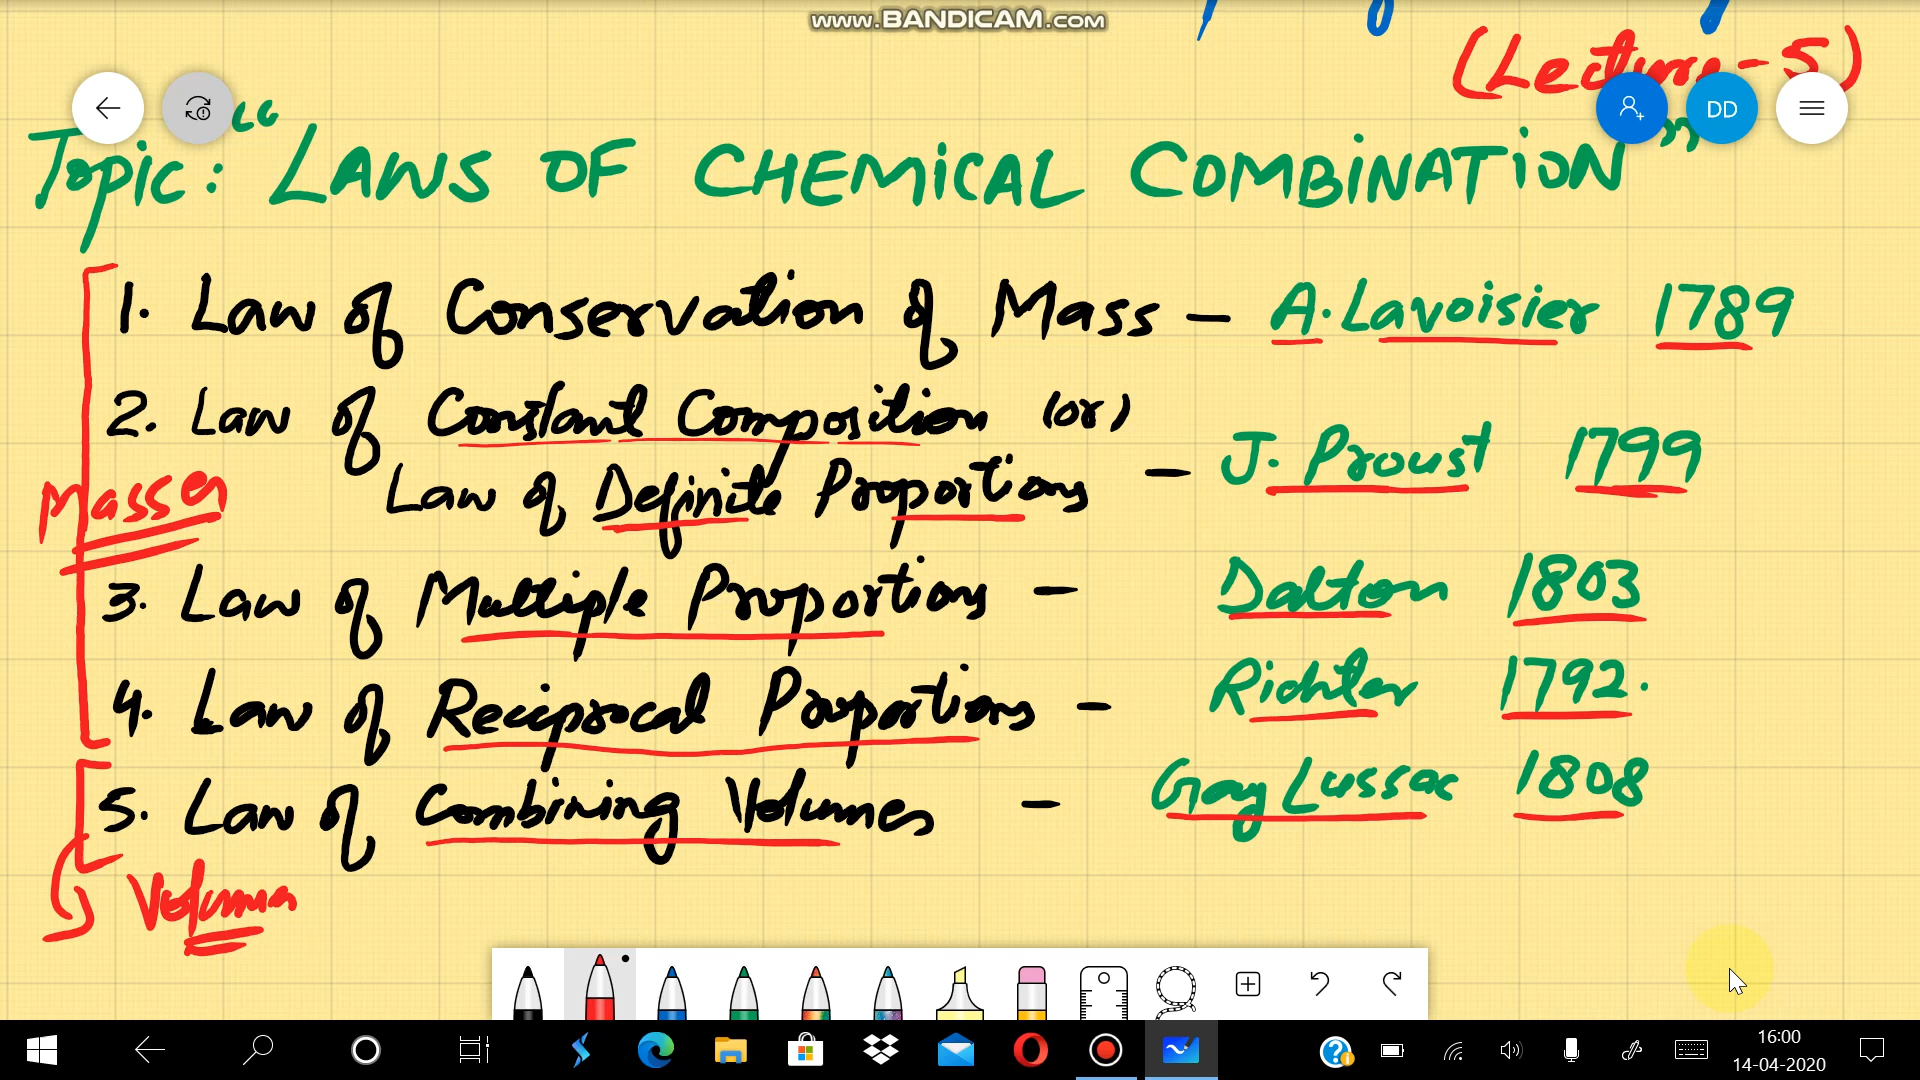 www.BANDICAM.com
(Lecture-5)
DD
Topic: "LAWS OF CHEMICAL COMBINATION"
1. Law of Conservation of Mass - A. Lavoisier 1789
2. Law of Constant Composition (or)
Law of Definite Proportions - J. Proust 1799
Masses
3. Law of Multiple Proportions - Dalton 1803
4. Law of Reciprocal Proportions - Richter 1792.
5. Law of Combining Volumes - Gay Lussac 1808
Volumes
16:00
14-04-2020